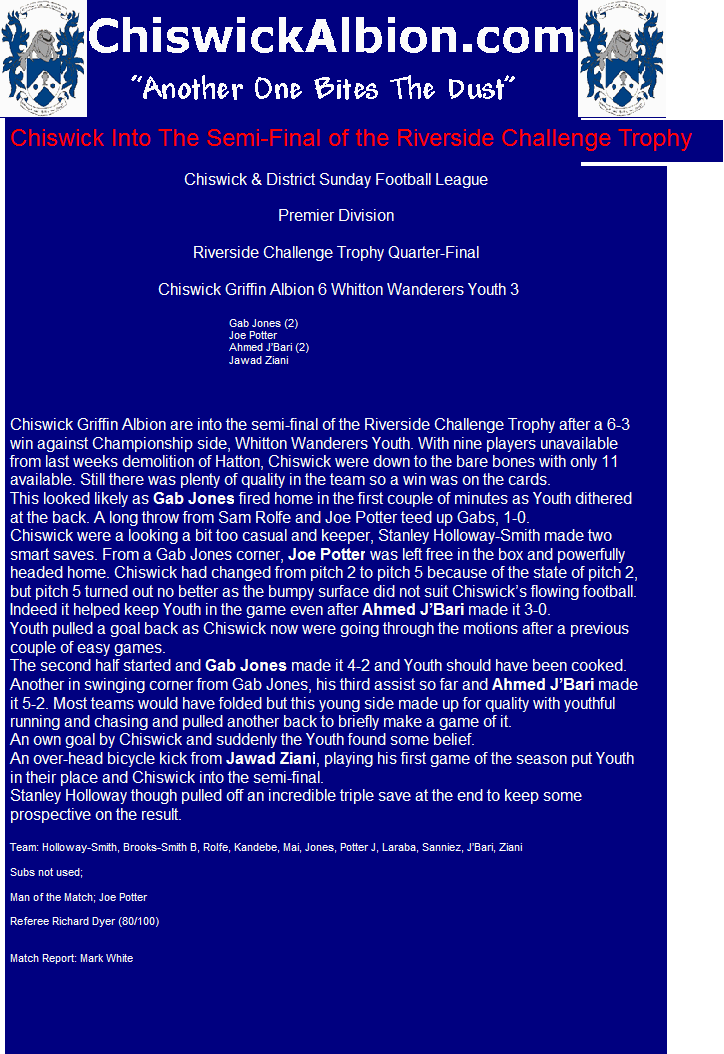 ChiswickAlbion.com
"Another One Bites The Dust"
Chiswick Into The Semi-Final of the Riverside Challenge Trophy
Chiswick & District Sunday Football League
Premier Division
Riverside Challenge Trophy Quarter-Final
Chiswick Griffin Albion 6 Whitton Wanderers Youth 3
Gab Jones (2)
Joe Potter
Ahmed J'Bari (2)
Jawad Ziani
Chiswick Griffin Albion are into the semi-final of the Riverside Challenge Trophy after a 6-3
win against Championship side, Whitton Wanderers Youth. With nine players unavailable
from last weeks demolition of Hatton, Chiswick were down to the bare bones with only 11
available. Still there was plenty of quality in the team so a win was on the cards.
This looked likely as Gab Jones fired home in the first couple of minutes as Youth dithered
at the back. A long throw from Sam Rolfe and Joe Potter teed up Gabs, 1-0.
Chiswick were a looking a bit too casual and keeper, Stanley Holloway-Smith made two
smart saves. From a Gab Jones corner, Joe Potter was left free in the box and powerfully
headed home. Chiswick had changed from pitch 2 to pitch 5 because of the state of pitch 2,
but pitch 5 turned out no better as the bumpy surface did not suit Chiswick's flowing football.
Indeed it helped keep Youth in the game even after Ahmed J'Bari made it 3-0.
Youth pulled a goal back as Chiswick now were going through the motions after a previous
couple of easy games.
The second half started and Gab Jones made it 4-2 and Youth should have been cooked.
Another in swinging corner from Gab Jones, his third assist so far and Ahmed J'Bari made
it 5-2. Most teams would have folded but this young side made up for quality with youthful
running and chasing and pulled another back to briefly make a game of it.
An own goal by Chiswick and suddenly the Youth found some belief.
An over-head bicycle kick from Jawad Ziani, playing his first game of the season put Youth
in their place and Chiswick into the semi-final.
Stanley Holloway though pulled off an incredible triple save at the end to keep some
prospective on the result.
Team: Holloway-Smith, Brooks-Smith B, Rolfe, Kandebe, Mai, Jones, Potter J, Laraba, Sanniez, J'Bari, Ziani
Subs not used;
Man of the Match; Joe Potter
Referee Richard Dyer (80/100)
Match Report: Mark White